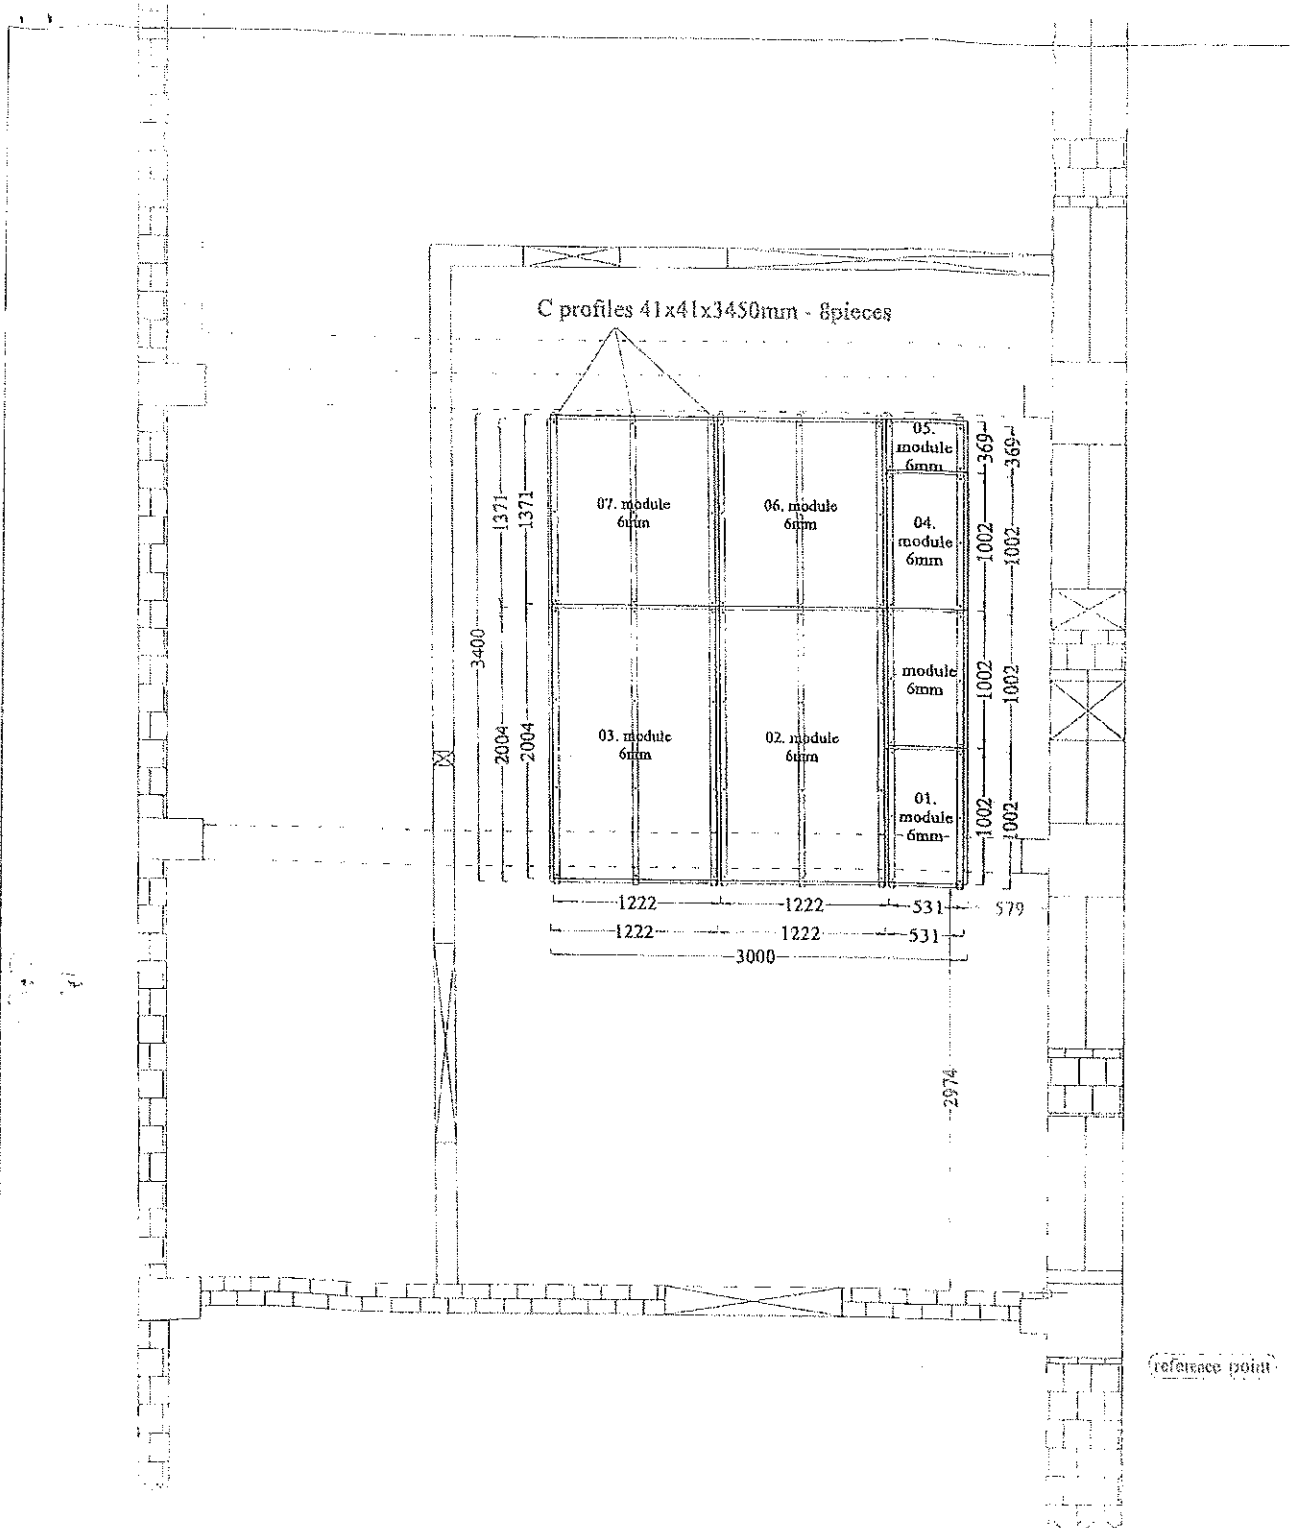 C profiles 41x41x3450mm - 8pieces
05.
module
6mm
369
369
07. module
6mm
06. module
6mm
04.
module
6mm
1371
1371
1002
1002
3400
module
6mm
1002
1002
2004
2004
03. module
6mm
02. module
6mm
01.
module
6mm
1002
1002
1222
1222
531
579
1222
1222
531
3000
2974
reference point